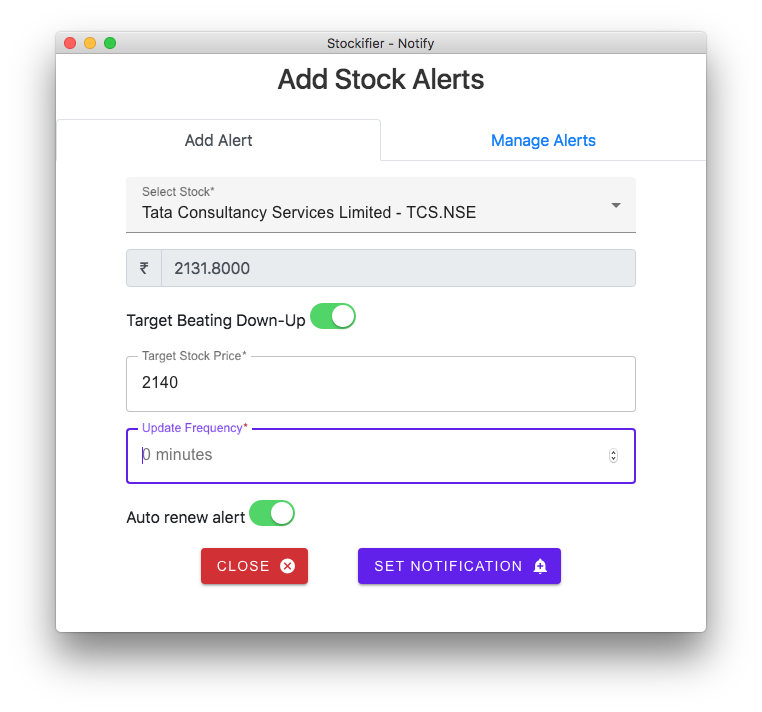 Stockifier - Notify
Add Stock Alerts
Add Alert
Manage Alerts
Select Stock*
Tata Consultancy Services Limited - TCS.NSE
₹ 2131.8000
Target Beating Down-Up
Target Stock Price*
2140
Update Frequency*
0 minutes
Auto renew alert
CLOSE
SET NOTIFICATION